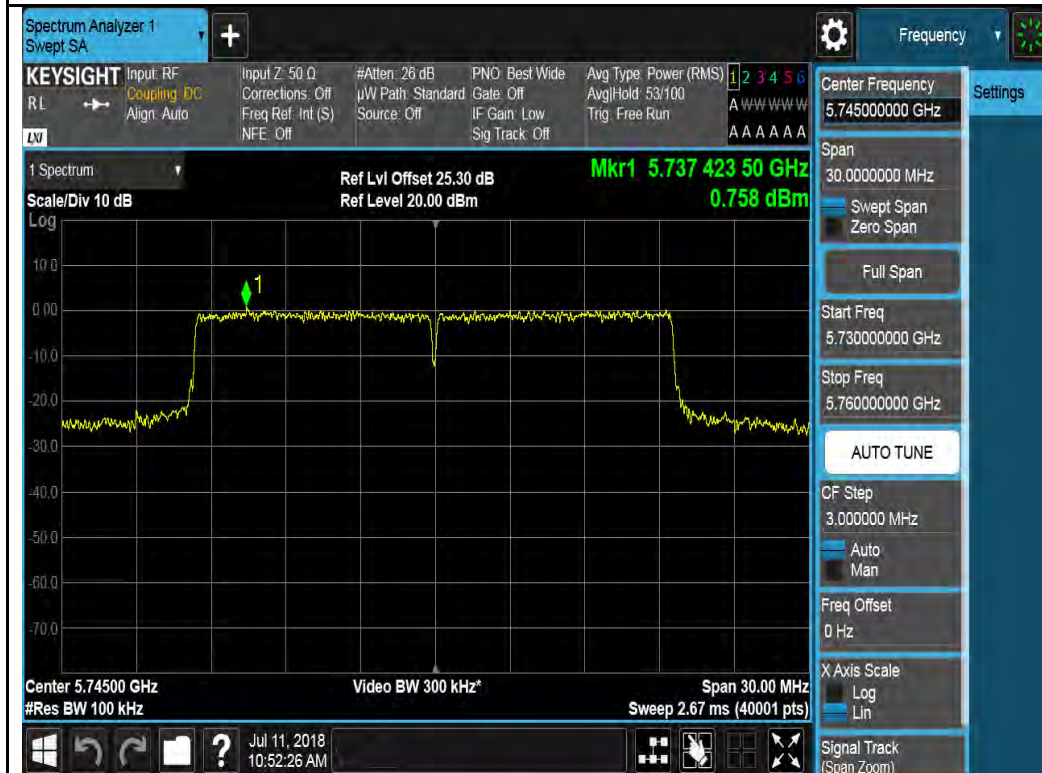 Spectrum Analyzer 1
Swept SA
+
Frequency
KEYSIGHT
RL
LXI
Input: RF
Coupling: DC
Align: Auto
Input Z: 50 Ω
Corrections: Off
Freq Ref: Int (S)
NFE: Off
#Atten: 26 dB
µW Path: Standard
Source: Off
PNO: Best Wide
Gate: Off
IF Gain: Low
Sig Track: Off
Avg Type: Power (RMS)
Avg|Hold: 53/100
Trig: Free Run
1 2 3 4 5 6
A W W W W W
A A A A A A
1 Spectrum
Scale/Div 10 dB
Ref Lvl Offset 25.30 dB
Ref Level 20.00 dBm
Mkr1 5.737 423 50 GHz
0.758 dBm
Log
10.0
0.00
-10.0
-20.0
-30.0
-40.0
-50.0
-60.0
-70.0
1
Center 5.74500 GHz
#Res BW 100 kHz
Video BW 300 kHz*
Span 30.00 MHz
Sweep 2.67 ms (40001 pts)
?
Jul 11, 2018
10:52:26 AM
Center Frequency
5.745000000 GHz
Span
30.0000000 MHz
Swept Span
Zero Span
Full Span
Start Freq
5.730000000 GHz
Stop Freq
5.760000000 GHz
AUTO TUNE
CF Step
3.000000 MHz
Auto
Man
Freq Offset
0 Hz
X Axis Scale
Log
Lin
Signal Track
(Span Zoom)
Settings